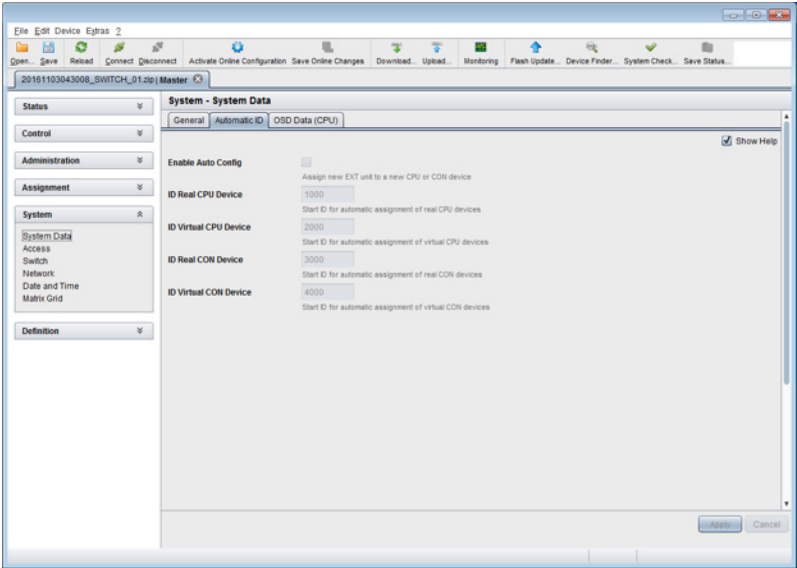 File Edit Device Extras ?
Open... Save Reload Connect Disconnect Activate Online Configuration Save Online Changes Download... Upload... Monitoring Flash Update... Device Finder... System Check... Save Status...
20161103043008_SWITCH_01.zip | Master
Status
Control
Administration
Assignment
System
System Data
Access
Switch
Network
Date and Time
Matrix Grid
Definition
System - System Data
General Automatic ID OSD Data (CPU)
Show Help
Enable Auto Config
Assign new EXT unit to a new CPU or CON device
ID Real CPU Device 1000
Start ID for automatic assignment of real CPU devices
ID Virtual CPU Device 2000
Start ID for automatic assignment of virtual CPU devices
ID Real CON Device 3000
Start ID for automatic assignment of real CON devices
ID Virtual CON Device 4000
Start ID for automatic assignment of virtual CON devices
Apply Cancel